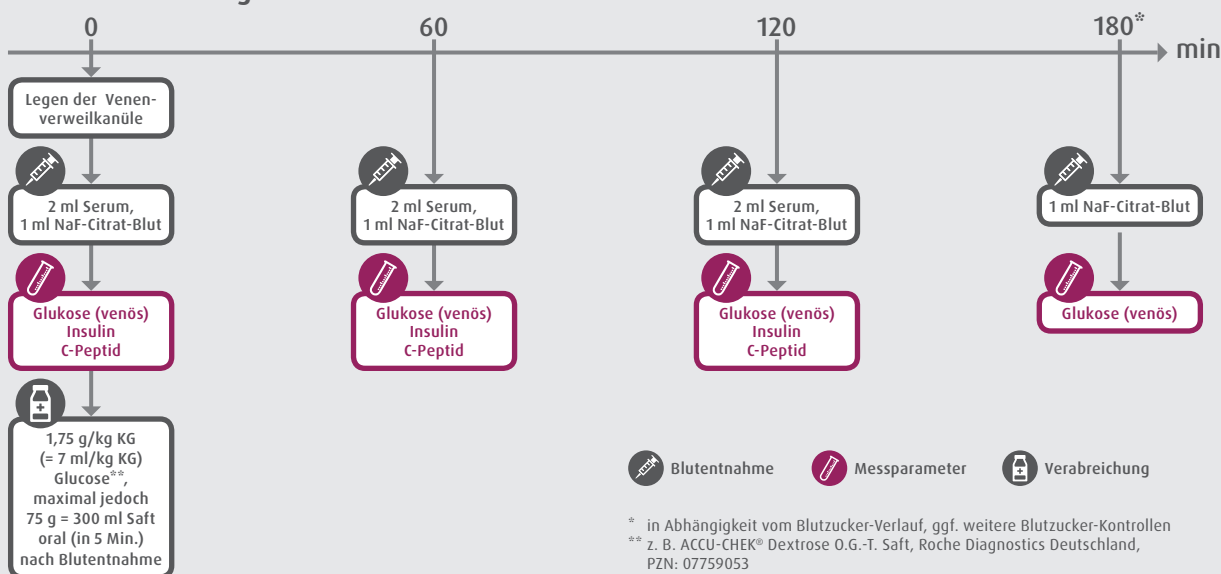 0
60
120
180*
min
Legen der Venen-
verweilkanüle
2 ml Serum,
1 ml NaF-Citrat-Blut
2 ml Serum,
1 ml NaF-Citrat-Blut
2 ml Serum,
1 ml NaF-Citrat-Blut
1 ml NaF-Citrat-Blut
Glukose (venös)
Insulin
C-Peptid
Glukose (venös)
Insulin
C-Peptid
Glukose (venös)
Insulin
C-Peptid
Glukose (venös)
1,75 g/kg KG
(= 7 ml/kg KG)
Glucose**,
maximal jedoch
75 g = 300 ml Saft
oral (in 5 Min.)
nach Blutentnahme
Blutentnahme
Messparameter
Verabreichung
* in Abhängigkeit vom Blutzucker-Verlauf, ggf. weitere Blutzucker-Kontrollen
** z. B. ACCU-CHEK® Dextrose O.G.-T. Saft, Roche Diagnostics Deutschland,
PZN: 07759053